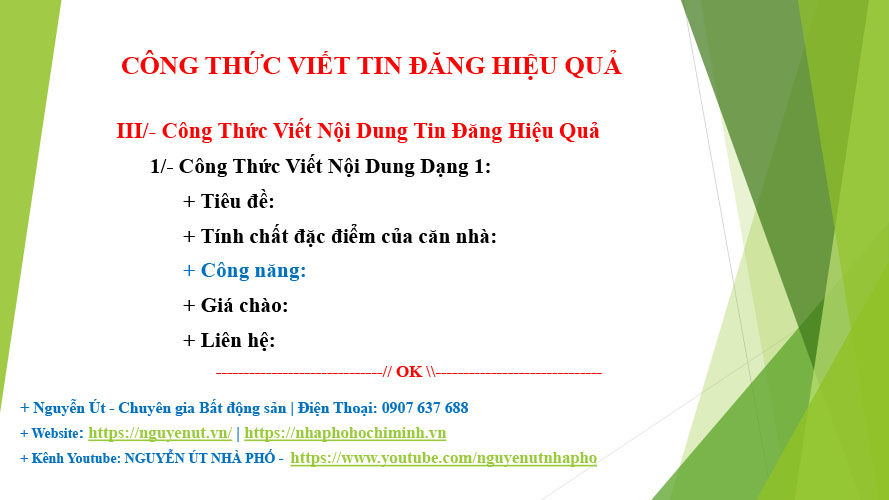 CÔNG THỨC VIẾT TIN ĐĂNG HIỆU QUẢ
III/- Công Thức Viết Nội Dung Tin Đăng Hiệu Quả
1/- Công Thức Viết Nội Dung Dạng 1:
+ Tiêu đề:
+ Tính chất đặc điểm của căn nhà:
+ Công năng:
+ Giá chào:
+ Liên hệ:
--------------------------------// OK \\--------------------------------
+ Nguyễn Út - Chuyên gia Bất động sản | Điện Thoại: 0907 637 688
+ Website: https://nguyenut.vn/ | https://nhaphohochiminh.vn
+ Kênh Youtube: NGUYỄN ÚT NHÀ PHỐ - https://www.youtube.com/nguyenutnhapho